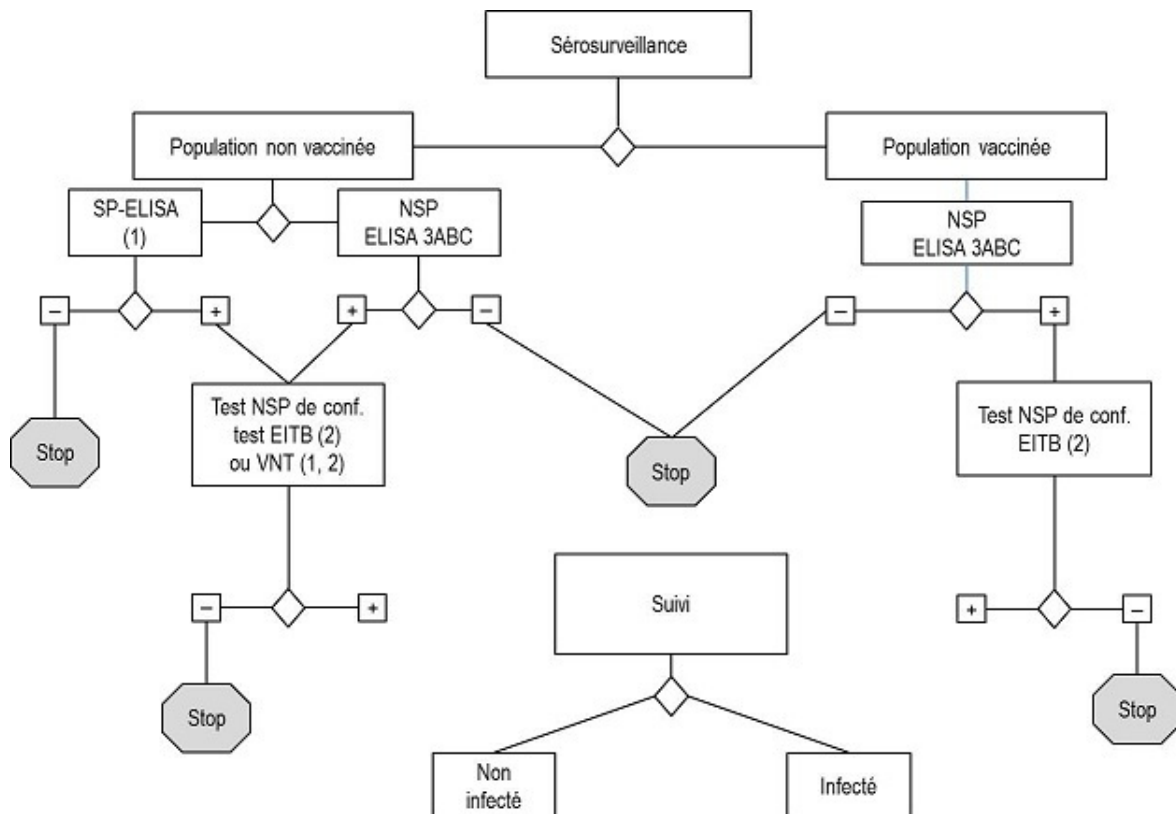 Sérosurveillance
Population non vaccinée
Population vaccinée
SP-ELISA
(1)
NSP
ELISA 3ABC
NSP
ELISA 3ABC
–
+
+
–
–
+
Test NSP de conf.
test EITB (2)
ou VNT (1, 2)
Test NSP de conf.
EITB (2)
Stop
Stop
Suivi
–
+
+
–
Stop
Stop
Non
infecté
Infecté